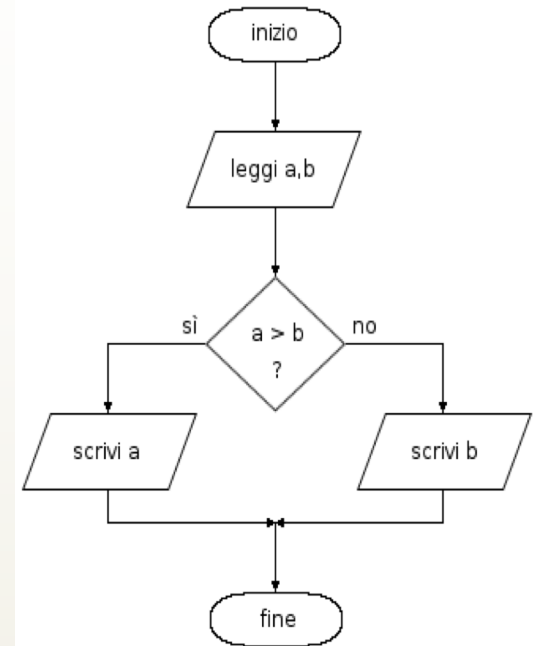 inizio
leggi a,b
sì
a > b
?
no
scrivi a
scrivi b
fine